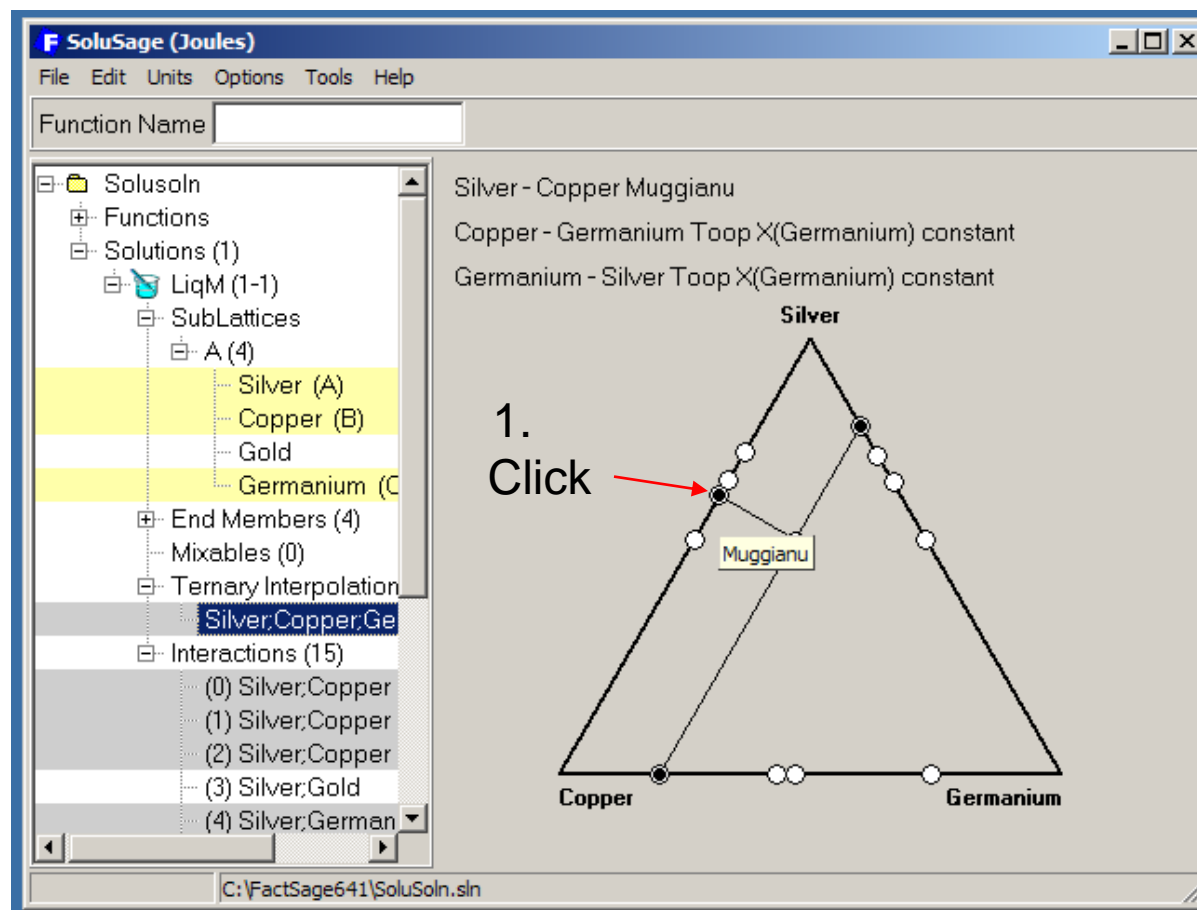 SoluSage (Joules)
File Edit Units Options Tools Help
Function Name
Solusoln
Functions
Solutions (1)
LiqM (1-1)
SubLattices
A (4)
Silver (A)
Copper (B)
Gold
Germanium (C
End Members (4)
Mixables (0)
Ternary Interpolation
Silver;Copper;Ge
Interactions (15)
(0) Silver;Copper
(1) Silver;Copper
(2) Silver;Copper
(3) Silver;Gold
(4) Silver;German
Silver - Copper Muggianu
Copper - Germanium Toop X(Germanium) constant
Germanium - Silver Toop X(Germanium) constant
Silver
1.
Click
Muggianu
Copper
Germanium
C:\FactSage641\SoluSoln.sln